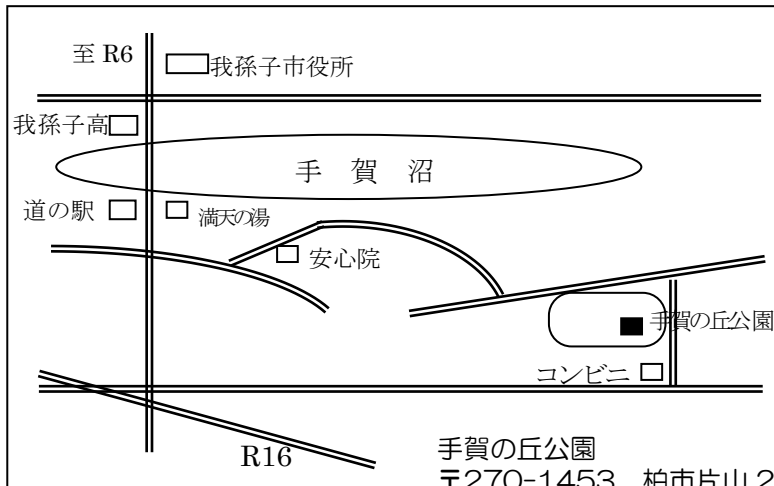 至 R6
我孫子市役所
我孫子高
手 賀 沼
道の駅
満天の湯
安心院
手賀の丘公園
コンビニ
R16
手賀の丘公園
〒270-1453　柏市片山 2